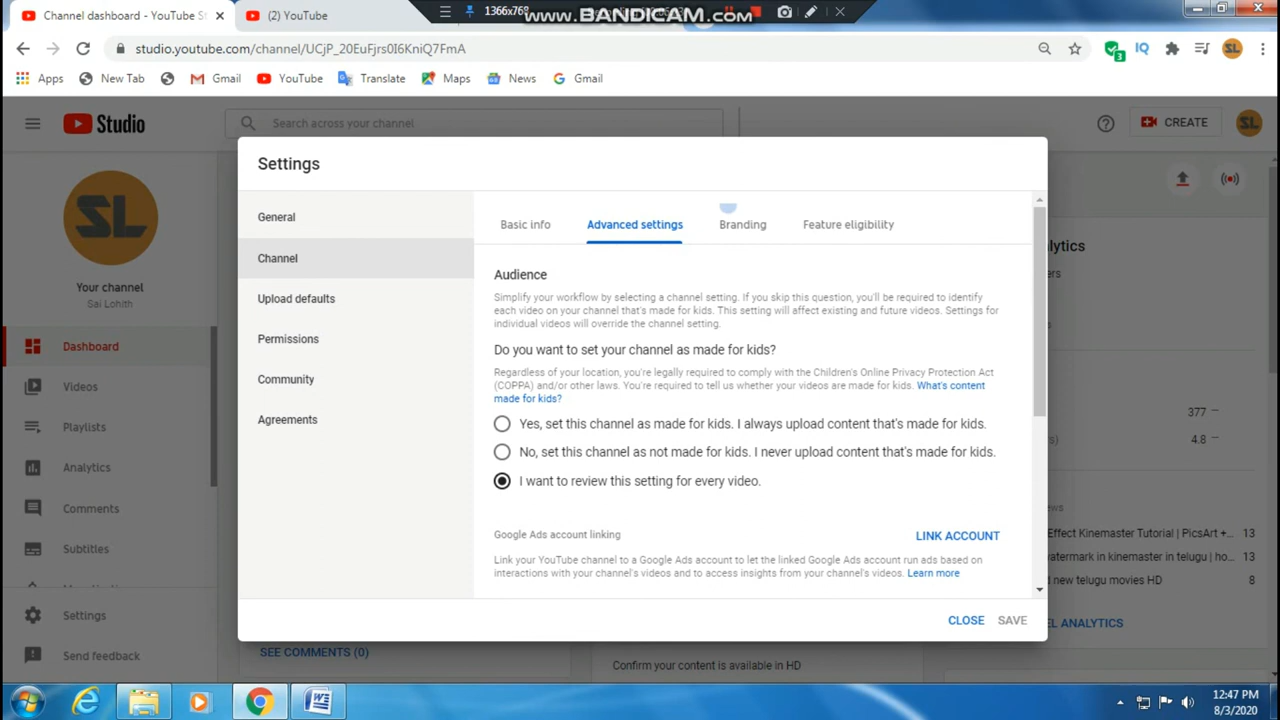 Channel dashboard - YouTube St
(2) YouTube
1366x768
www.BANDICAM.com
studio.youtube.com/channel/UCjP_20EuFjrs0I6KniQ7FmA
3
IQ
SL
Apps
New Tab
Gmail
YouTube
Translate
Maps
News
Gmail
Studio
Search across your channel
CREATE
SL
SL
Your channel
Sai Lohith
Dashboard
Videos
Playlists
Analytics
Comments
Subtitles
Settings
Send feedback
Settings
General
Channel
Upload defaults
Permissions
Community
Agreements
Basic info
Advanced settings
Branding
Feature eligibility
Audience
Simplify your workflow by selecting a channel setting. If you skip this question, you'll be required to identify
each video on your channel that's made for kids. This setting will affect existing and future videos. Settings for
individual videos will override the channel setting.
Do you want to set your channel as made for kids?
Regardless of your location, you're legally required to comply with the Children's Online Privacy Protection Act
(COPPA) and/or other laws. You're required to tell us whether your videos are made for kids. What's content
made for kids?
Yes, set this channel as made for kids. I always upload content that's made for kids.
No, set this channel as not made for kids. I never upload content that's made for kids.
I want to review this setting for every video.
Google Ads account linking
LINK ACCOUNT
Link your YouTube channel to a Google Ads account to let the linked Google Ads account run ads based on
interactions with your channel's videos and to access insights from your channel's videos. Learn more
CLOSE
SAVE
alytics
ers
377 —
rs)
4.8 —
ews
Effect Kinemaster Tutorial | PicsArt +... 13
watermark in kinemaster in telugu | ho... 13
d new telugu movies HD 8
EL ANALYTICS
SEE COMMENTS (0)
Confirm your content is available in HD
12:47 PM
8/3/2020